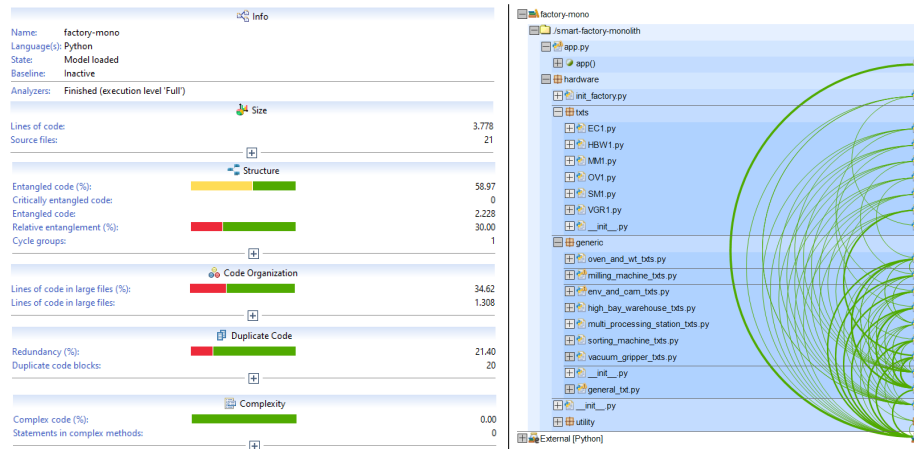 Info
Name: factory-mono
Language(s): Python
State: Model loaded
Baseline: Inactive
Analyzers: Finished (execution level 'Full')
Size
Lines of code: 3.778
Source files: 21
Structure
Entangled code (%): 58.97
Critically entangled code: 0
Entangled code: 2.228
Relative entanglement (%): 30.00
Cycle groups: 1
Code Organization
Lines of code in large files (%): 34.62
Lines of code in large files: 1.308
Duplicate Code
Redundancy (%): 21.40
Duplicate code blocks: 20
Complexity
Complex code (%): 0.00
Statements in complex methods: 0
factory-mono
./smart-factory-monolith
app.py
app()
hardware
init_factory.py
txts
EC1.py
HBW1.py
MM1.py
OV1.py
SM1.py
VGR1.py
__init__.py
generic
oven_and_wt_txts.py
milling_machine_txts.py
env_and_cam_txts.py
high_bay_warehouse_txts.py
multi_processing_station_txts.py
sorting_machine_txts.py
vacuum_gripper_txts.py
__init__.py
general_txt.py
__init__.py
utility
External [Python]